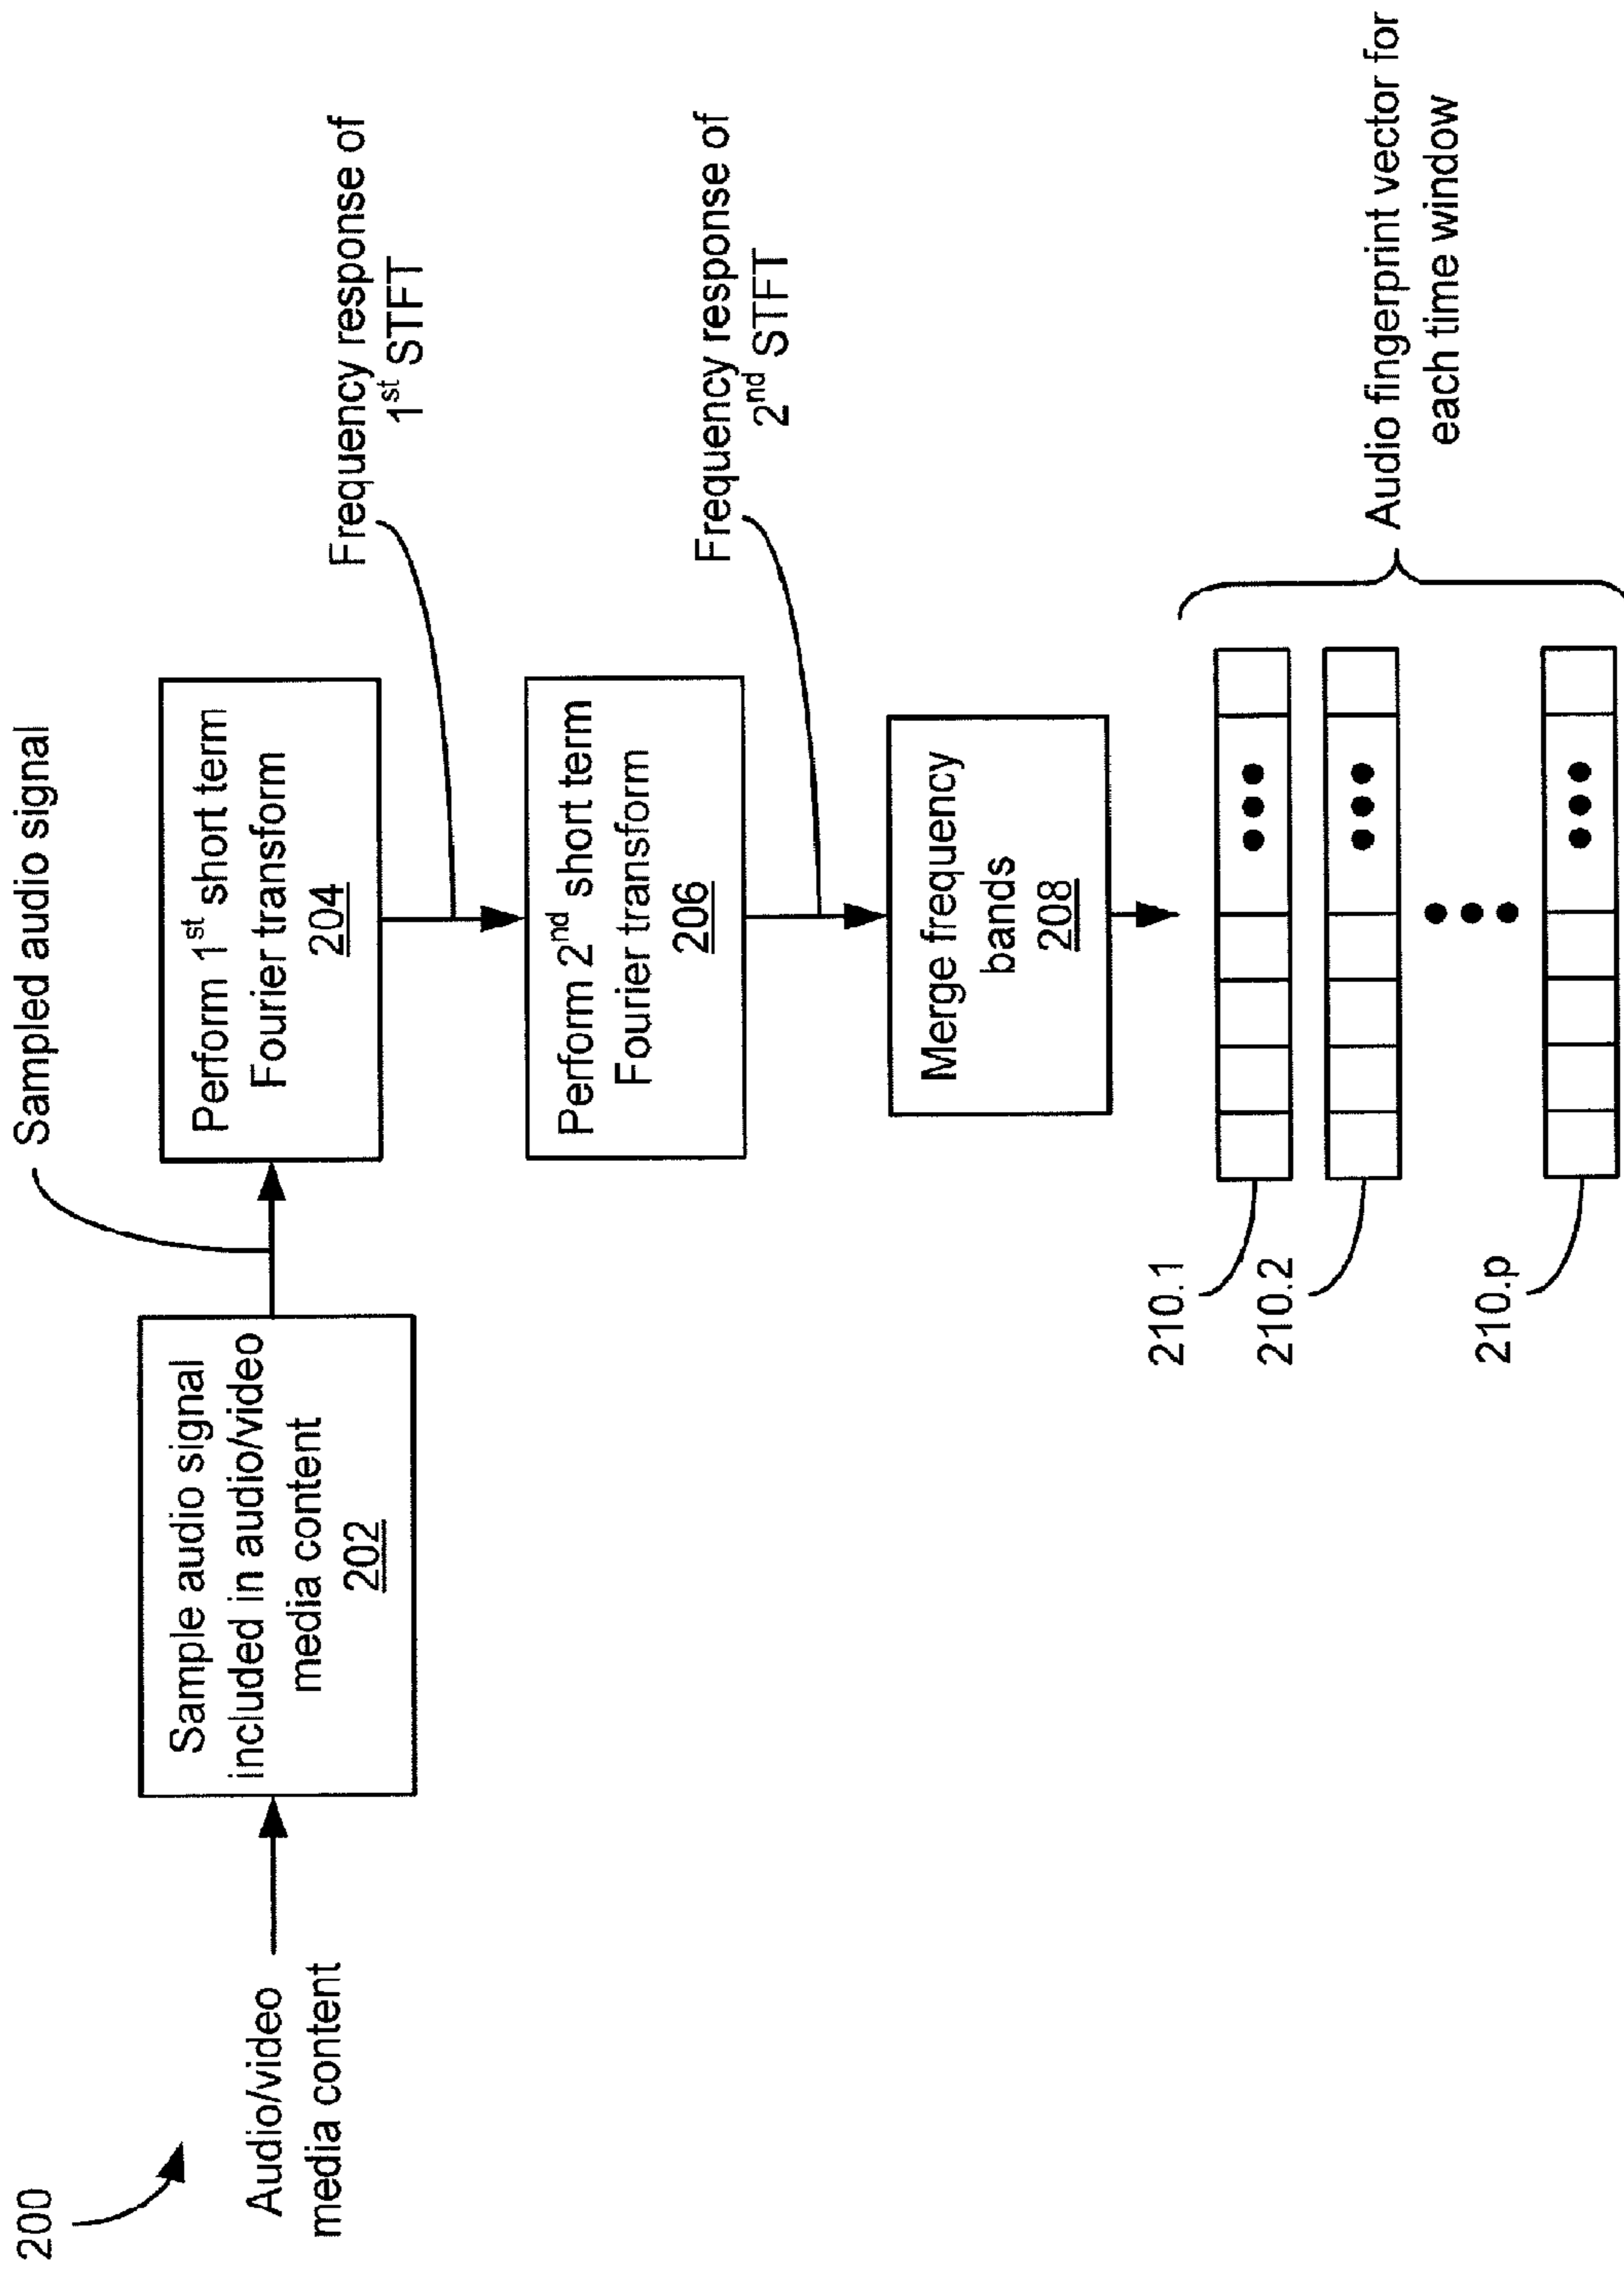 200
Audio/video
media content
Sample audio signal
included in audio/video
media content
202
Sampled audio signal
Perform 1st short term
Fourier transform
204
Frequency response of
1st STFT
Perform 2nd short term
Fourier transform
206
Frequency response of
2nd STFT
Merge frequency
bands
208
210.1
210.2
210.p
Audio fingerprint vector for
each time window